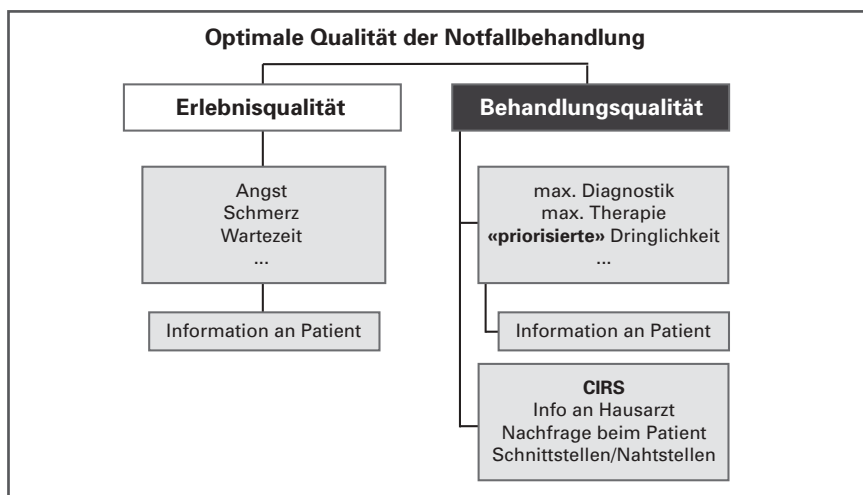 Optimale Qualität der Notfallbehandlung
Erlebnisqualität
Angst
Schmerz
Wartezeit
...
Information an Patient
Behandlungsqualität
max. Diagnostik
max. Therapie
«priorisierte» Dringlichkeit
...
Information an Patient
CIRS
Info an Hausarzt
Nachfrage beim Patient
Schnittstellen/Nahtstellen